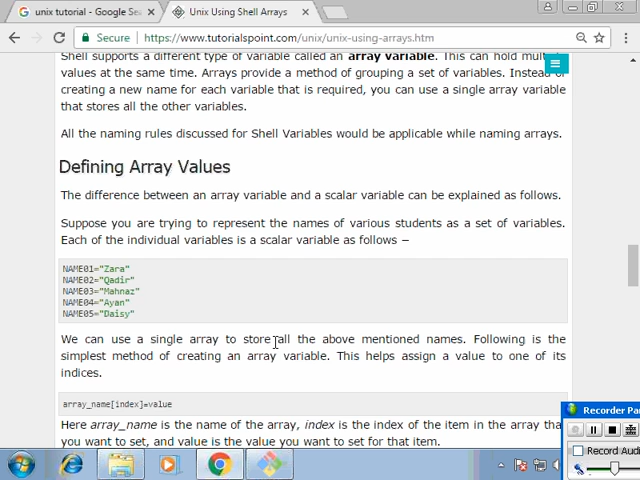 unix tutorial - Google Se
Unix Using Shell Arrays
Secure
https://www.tutorialspoint.com/unix/unix-using-arrays.htm
Shell supports a different type of variable called an array variable. This can hold
values at the same time. Arrays provide a method of grouping a set of variables. Instead of
creating a new name for each variable that is required, you can use a single array variable
that stores all the other variables.
All the naming rules discussed for Shell Variables would be applicable while naming arrays.
Defining Array Values
The difference between an array variable and a scalar variable can be explained as follows.
Suppose you are trying to represent the names of various students as a set of variables.
Each of the individual variables is a scalar variable as follows −
NAME01="Zara"
NAME02="Qadir"
NAME03="Mahnaz"
NAME04="Ayan"
NAME05="Daisy"
We can use a single array to store all the above mentioned names. Following is the
simplest method of creating an array variable. This helps assign a value to one of its
indices.
array_name[index]=value
Here array_name is the name of the array, index is the index of the item in the array tha
you want to set, and value is the value you want to set for that item.
Recorder Pa
Record Audi